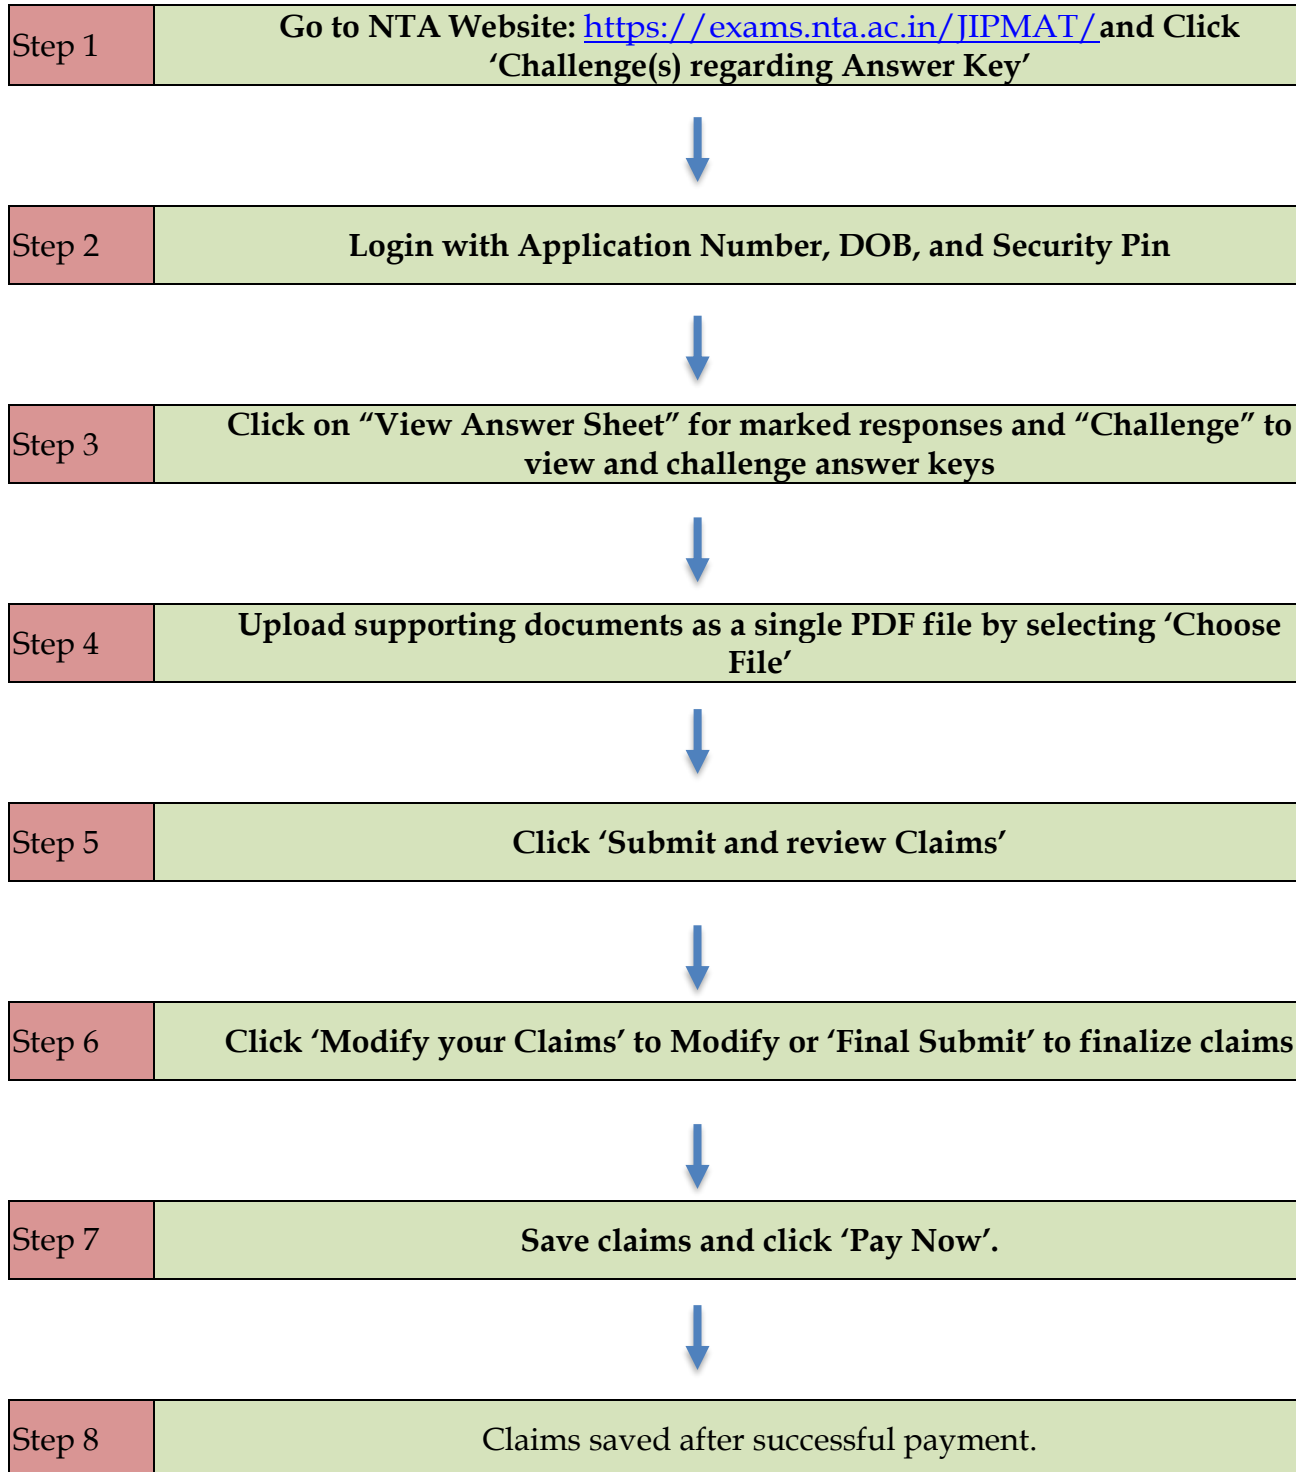 Step 1
Go to NTA Website: https://exams.nta.ac.in/JIPMAT/and Click
‘Challenge(s) regarding Answer Key’
Step 2
Login with Application Number, DOB, and Security Pin
Step 3
Click on “View Answer Sheet” for marked responses and “Challenge” to
view and challenge answer keys
Step 4
Upload supporting documents as a single PDF file by selecting ‘Choose
File’
Step 5
Click ‘Submit and review Claims’
Step 6
Click ‘Modify your Claims’ to Modify or ‘Final Submit’ to finalize claims
Step 7
Save claims and click ‘Pay Now’.
Step 8
Claims saved after successful payment.